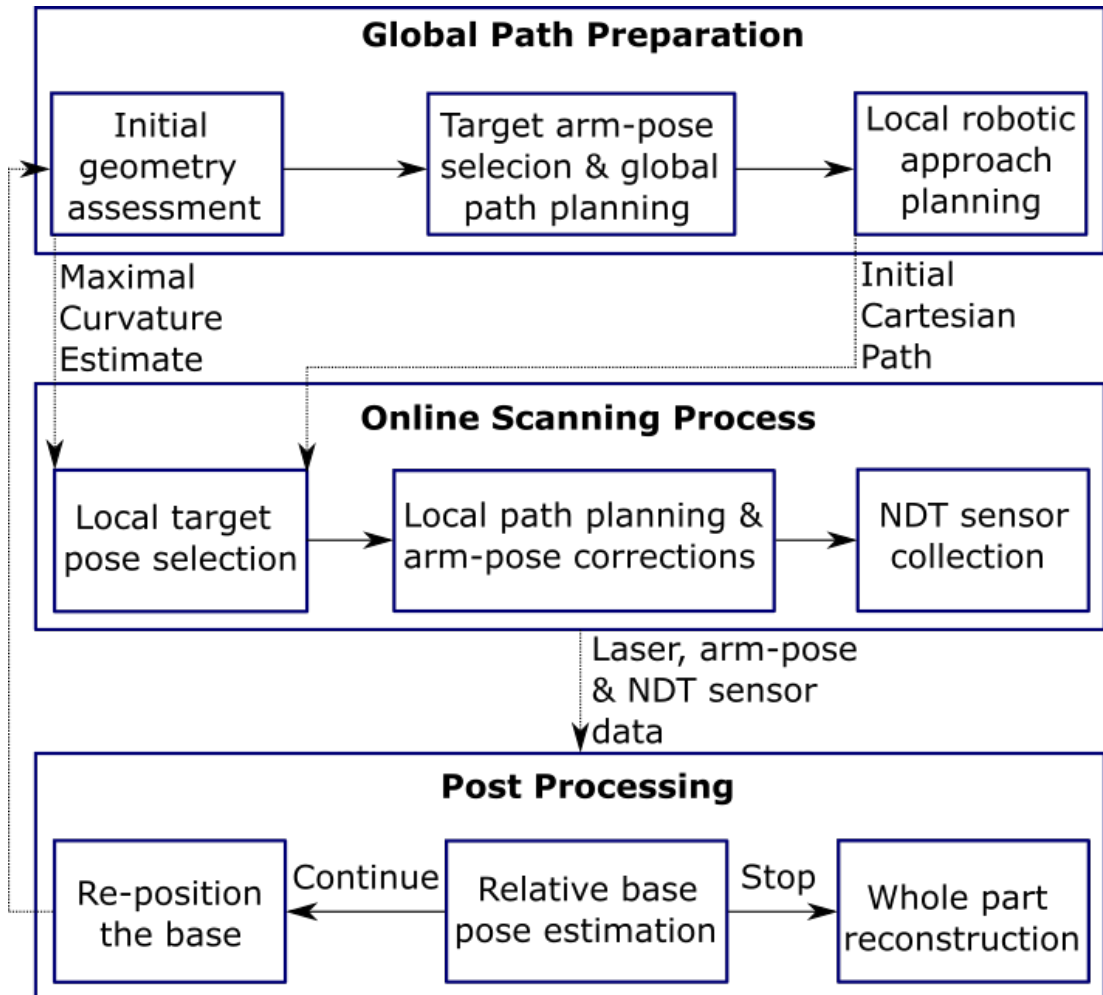 Global Path Preparation
Initial
geometry
assessment
Target arm-pose
selecion & global
path planning
Local robotic
approach
planning
Maximal
Curvature
Estimate
Initial
Cartesian
Path
Online Scanning Process
Local target
pose selection
Local path planning &
arm-pose corrections
NDT sensor
collection
Laser, arm-pose
& NDT sensor
data
Post Processing
Re-position
the base
Continue
Relative base
pose estimation
Stop
Whole part
reconstruction